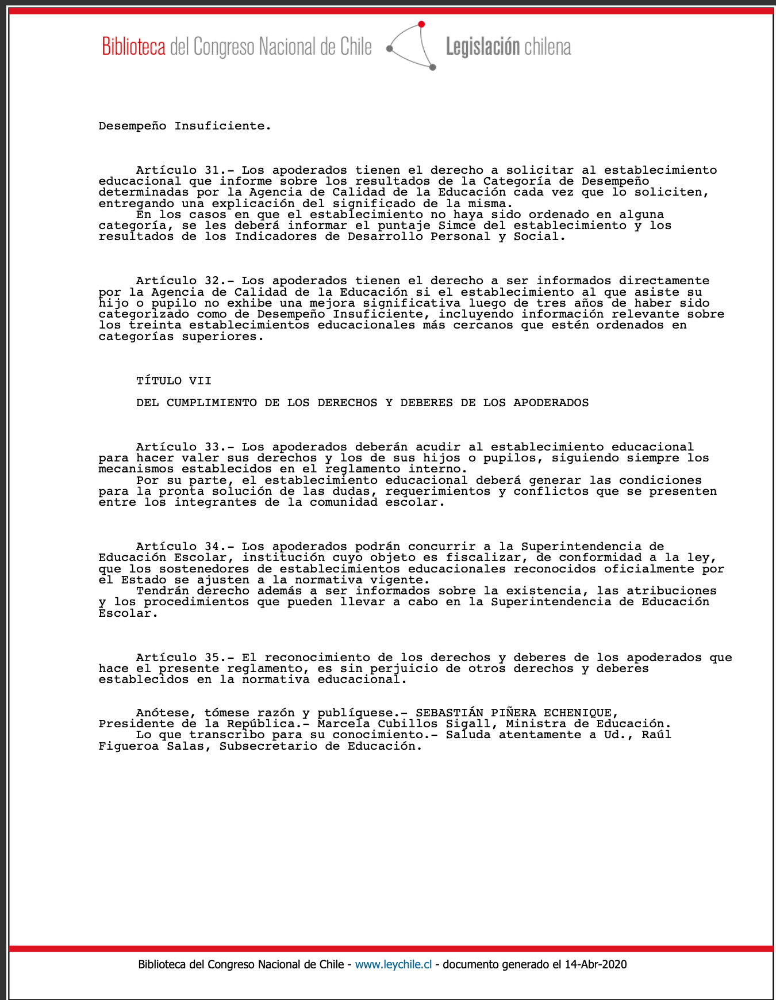 Biblioteca del Congreso Nacional de Chile Legislación chilena
Desempeño Insuficiente.
Artículo 31.- Los apoderados tienen el derecho a solicitar al establecimiento
educacional que informe sobre los resultados de la Categoría de Desempeño
determinadas por la Agencia de Calidad de la Educación cada vez que lo soliciten,
entregando una explicación del significado de la misma.
En los casos en que el establecimiento no haya sido ordenado en alguna
categoría, se les deberá informar el puntaje Simce del establecimiento y los
resultados de los Indicadores de Desarrollo Personal y Social.
Artículo 32.- Los apoderados tienen el derecho a ser informados directamente
por la Agencia de Calidad de la Educación si el establecimiento al que asiste su
hijo o pupilo no exhibe una mejora significativa luego de tres años de haber sido
categorizado como de Desempeño Insuficiente, incluyendo información relevante sobre
los treinta establecimientos educacionales más cercanos que estén ordenados en
categorías superiores.
TÍTULO VII
DEL CUMPLIMIENTO DE LOS DERECHOS Y DEBERES DE LOS APODERADOS
Artículo 33.- Los apoderados deberán acudir al establecimiento educacional
para hacer valer sus derechos y los de sus hijos o pupilos, siguiendo siempre los
mecanismos establecidos en el reglamento interno.
Por su parte, el establecimiento educacional deberá generar las condiciones
para la pronta solución de las dudas, requerimientos y conflictos que se presenten
entre los integrantes de la comunidad escolar.
Artículo 34.- Los apoderados podrán concurrir a la Superintendencia de
Educación Escolar, institución cuyo objeto es fiscalizar, de conformidad a la ley,
que los sostenedores de establecimientos educacionales reconocidos oficialmente por
el Estado se ajusten a la normativa vigente.
Tendrán derecho además a ser informados sobre la existencia, las atribuciones
y los procedimientos que pueden llevar a cabo en la Superintendencia de Educación
Escolar.
Artículo 35.- El reconocimiento de los derechos y deberes de los apoderados que
hace el presente reglamento, es sin perjuicio de otros derechos y deberes
establecidos en la normativa educacional.
Anótese, tómese razón y publíquese.- SEBASTIÁN PIÑERA ECHENIQUE,
Presidente de la República.- Marcela Cubillos Sigall, Ministra de Educación.
Lo que transcribo para su conocimiento.- Saluda atentamente a Ud., Raúl
Figueroa Salas, Subsecretario de Educación.
Biblioteca del Congreso Nacional de Chile - www.leychile.cl - documento generado el 14-Abr-2020